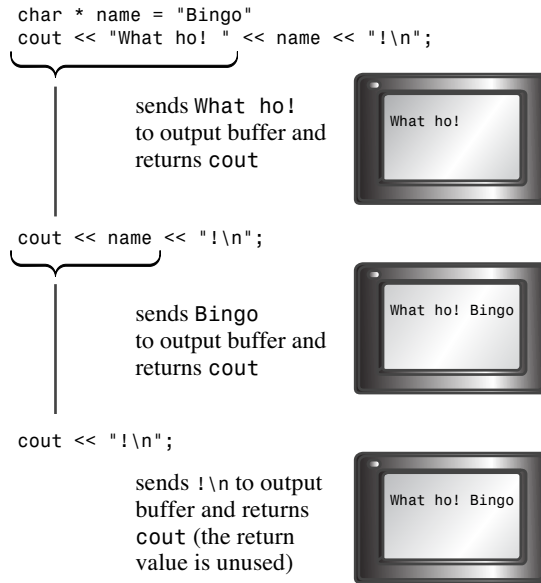 char * name = "Bingo"
cout << "What ho! " << name << "!\n";
sends What ho!
to output buffer and
returns cout
What ho!
cout << name << "!\n";
sends Bingo
to output buffer and
returns cout
What ho! Bingo
cout << "!\n";
sends !\n to output
buffer and returns
cout (the return
value is unused)
What ho! Bingo